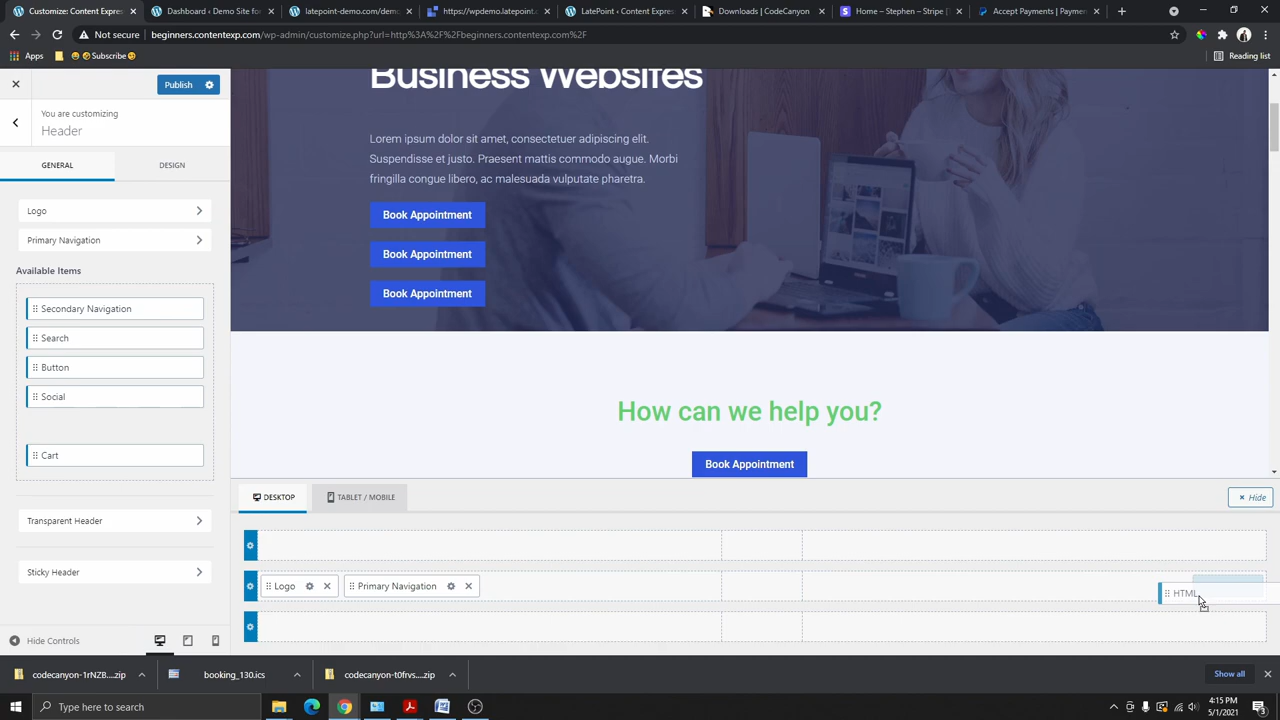 Customize: Content Expres
Dashboard ‹ Demo Site for
latepoint-demo.com/demo
https://wpdemo.latepoint.c
LatePoint ‹ Content Expres
Downloads | CodeCanyon
Home – Stephen – Stripe
Accept Payments | Paymen
Not secure
beginners.contentexp.com/wp-admin/customize.php?url=http%3A%2F%2Fbeginners.contentexp.com%2F
Apps
Subscribe
Reading list
Publish
You are customizing
Header
GENERAL
DESIGN
Logo
Primary Navigation
Available Items
Secondary Navigation
Search
Button
Social
Cart
Transparent Header
Sticky Header
Hide Controls
Business Websites
Lorem ipsum dolor sit amet, consectetuer adipiscing elit.
Suspendisse et justo. Praesent mattis commodo augue. Morbi
fringilla congue libero, ac malesuada vulputate pharetra.
Book Appointment
Book Appointment
Book Appointment
How can we help you?
Book Appointment
DESKTOP
TABLET / MOBILE
Hide
Logo
Primary Navigation
HTML
codecanyon-1rNZB....zip
booking_130.ics
codecanyon-t0frvs....zip
Show all
Type here to search
4:15 PM
5/1/2021